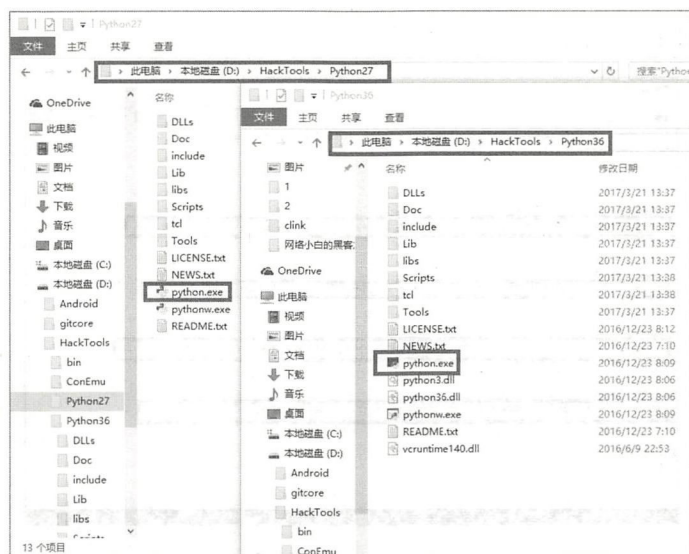 Python27
文件 主页 共享 查看
此电脑 > 本地磁盘 (D:) > HackTools > Python27
搜索"Python
OneDrive
此电脑
视频
图片
文档
下载
音乐
桌面
本地磁盘 (C:)
本地磁盘 (D:)
Android
gitcore
HackTools
bin
ConEmu
Python27
Python36
DLLs
Doc
include
Lib
libs
13 个项目
名称
DLLs
Doc
include
Lib
libs
Scripts
tcl
Tools
LICENSE.txt
NEWS.txt
python.exe
pythonw.exe
README.txt
Python36
文件 主页 共享 查看
此电脑 > 本地磁盘 (D:) > HackTools > Python36
图片
1
2
clink
网络小白的黑客
OneDrive
此电脑
视频
图片
文档
下载
音乐
桌面
本地磁盘 (C:)
本地磁盘 (D:)
Android
gitcore
HackTools
bin
ConEmu
名称 修改日期
DLLs 2017/3/21 13:37
Doc 2017/3/21 13:37
include 2017/3/21 13:37
Lib 2017/3/21 13:37
libs 2017/3/21 13:37
Scripts 2017/3/21 13:38
tcl 2017/3/21 13:38
Tools 2017/3/21 13:37
LICENSE.txt 2016/12/23 8:12
NEWS.txt 2016/12/23 7:10
python.exe 2016/12/23 8:09
python3.dll 2016/12/23 8:06
python36.dll 2016/12/23 8:06
pythonw.exe 2016/12/23 8:09
README.txt 2016/12/23 7:10
vcruntime140.dll 2016/6/9 22:53